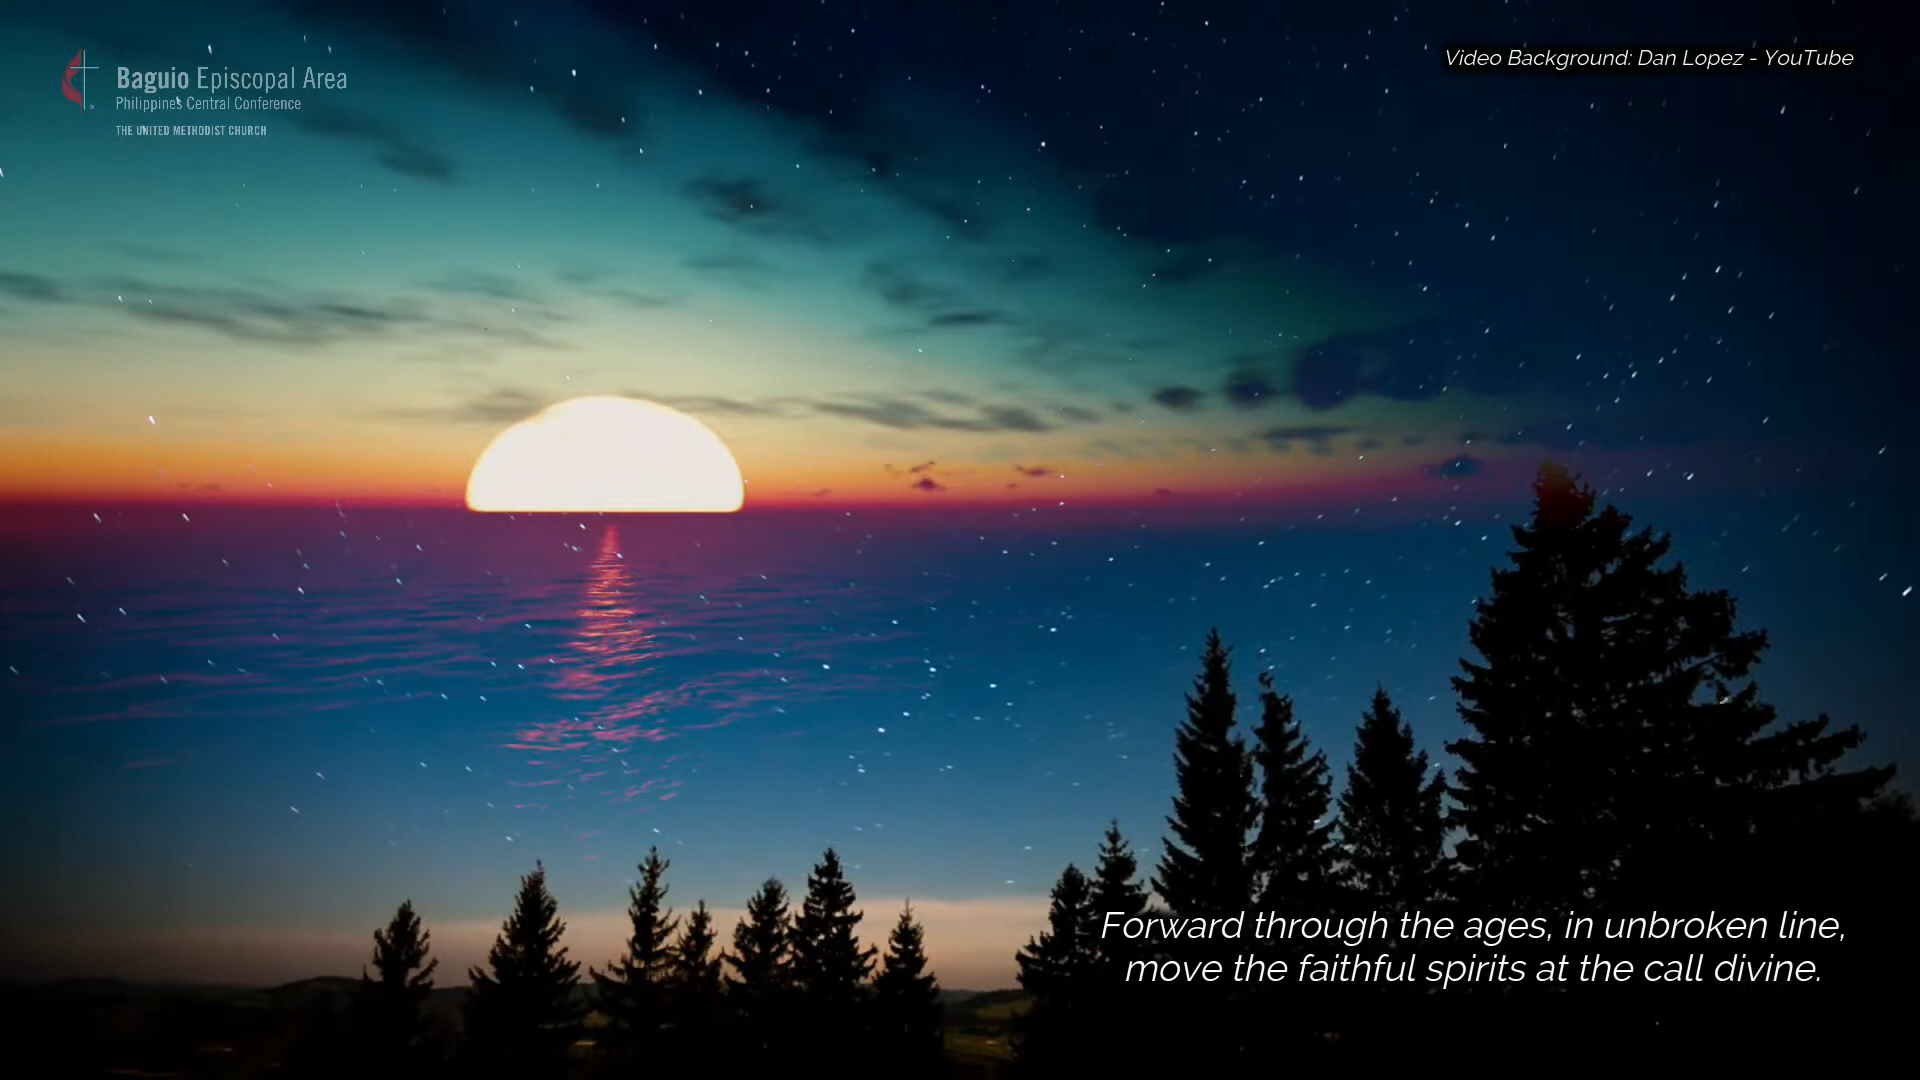 Baguio Episcopal Area
Philippines Central Conference
THE UNITED METHODIST CHURCH
Video Background: Dan Lopez - YouTube
Forward through the ages, in unbroken line,
move the faithful spirits at the call divine.